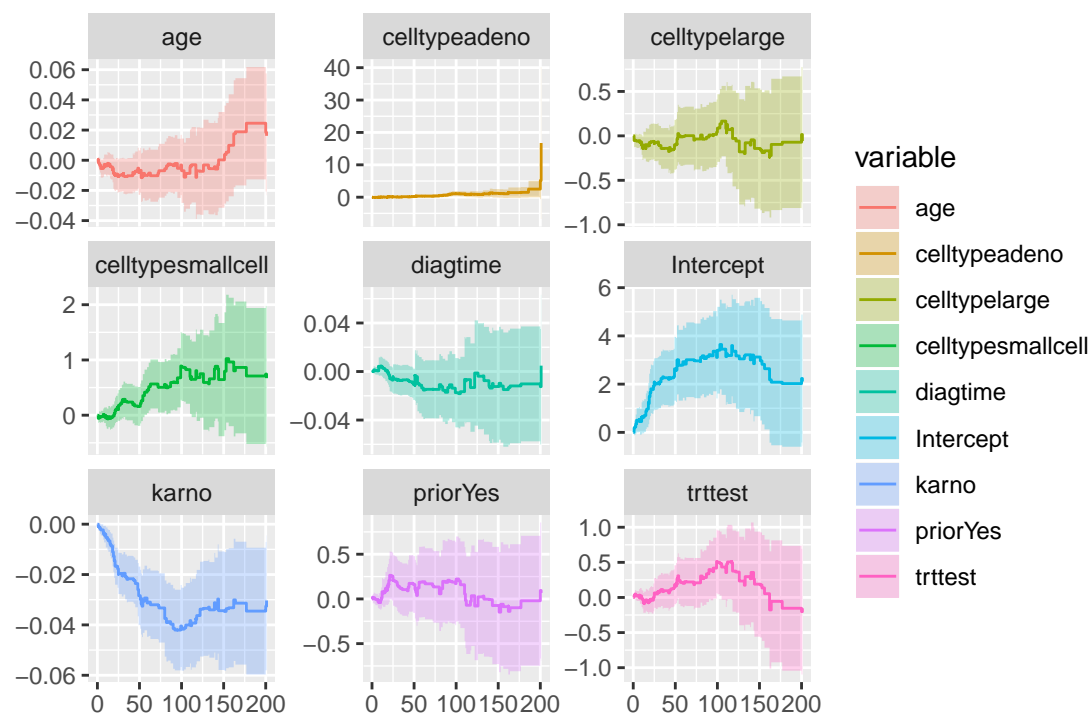 age
celltypeadeno
celltypelarge
0.06
0.04
0.02
0.00
−0.02
−0.04
40
30
20
10
0
0.5
0.0
−0.5
−1.0
celltypesmallcell
diagtime
Intercept
2
1
0
0.04
0.00
−0.04
6
4
2
0
karno
priorYes
trttest
0.00
−0.02
−0.04
−0.06
0.5
0.0
−0.5
1.0
0.5
0.0
−0.5
−1.0
0 50 100 150 200
0 50 100 150 200
0 50 100 150 200
variable
age
celltypeadeno
celltypelarge
celltypesmallcell
diagtime
Intercept
karno
priorYes
trttest